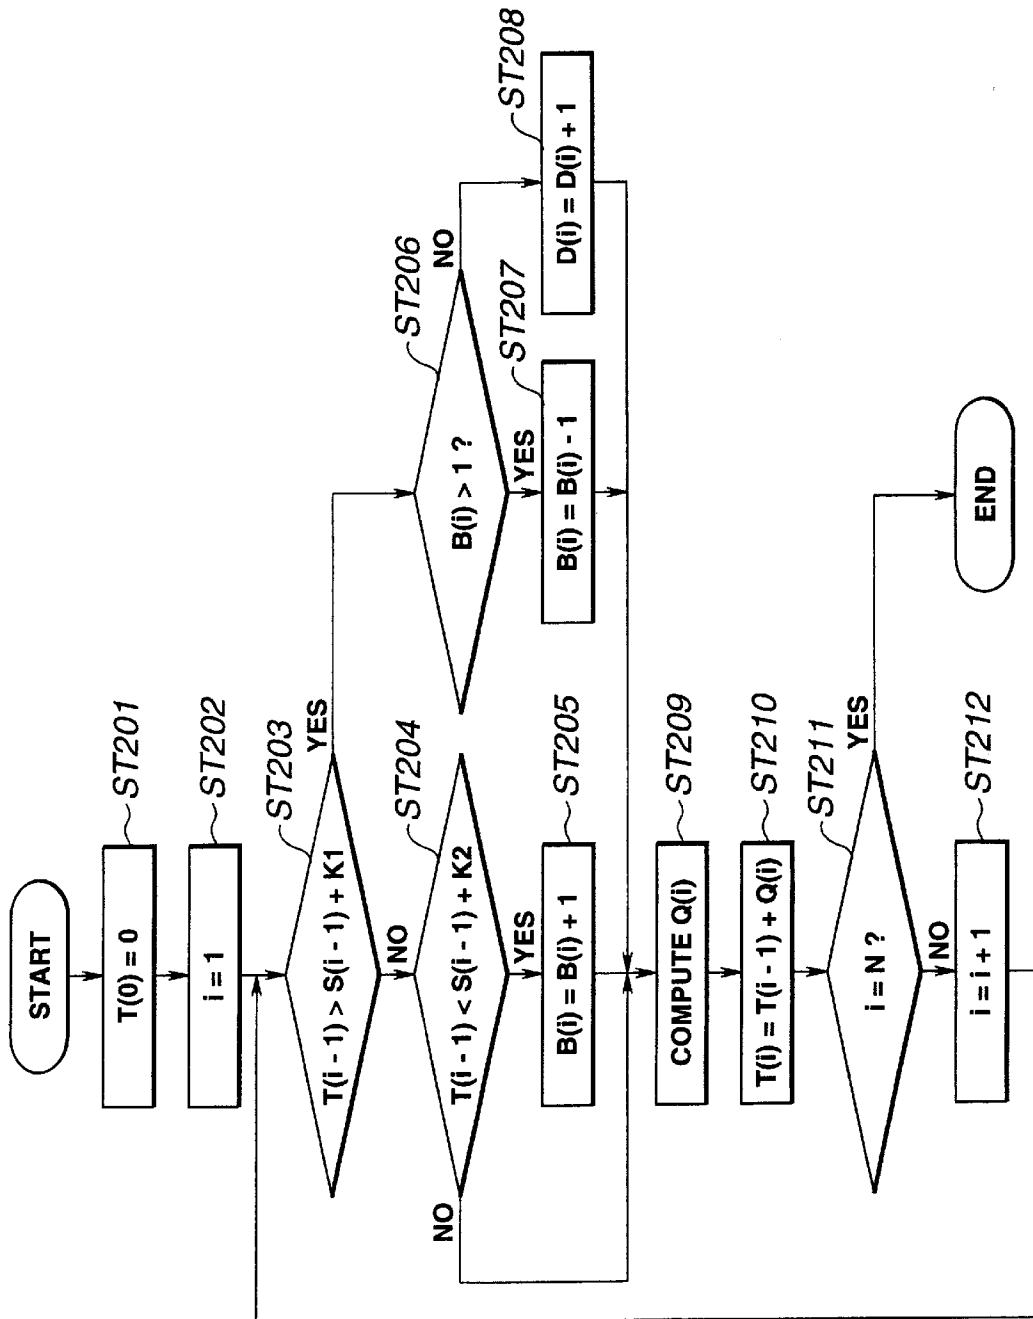 START
T(0) = 0
ST201
i = 1
ST202
T(i - 1) > S(i - 1) + K1
ST203
YES
NO
T(i - 1) < S(i - 1) + K2
ST204
NO
YES
B(i) > 1 ?
ST206
NO
YES
B(i) = B(i) + 1
ST205
B(i) = B(i) - 1
ST207
D(i) = D(i) + 1
ST208
COMPUTE Q(i)
ST209
T(i) = T(i - 1) + Q(i)
ST210
i = N ?
ST211
YES
NO
i = i + 1
ST212
END